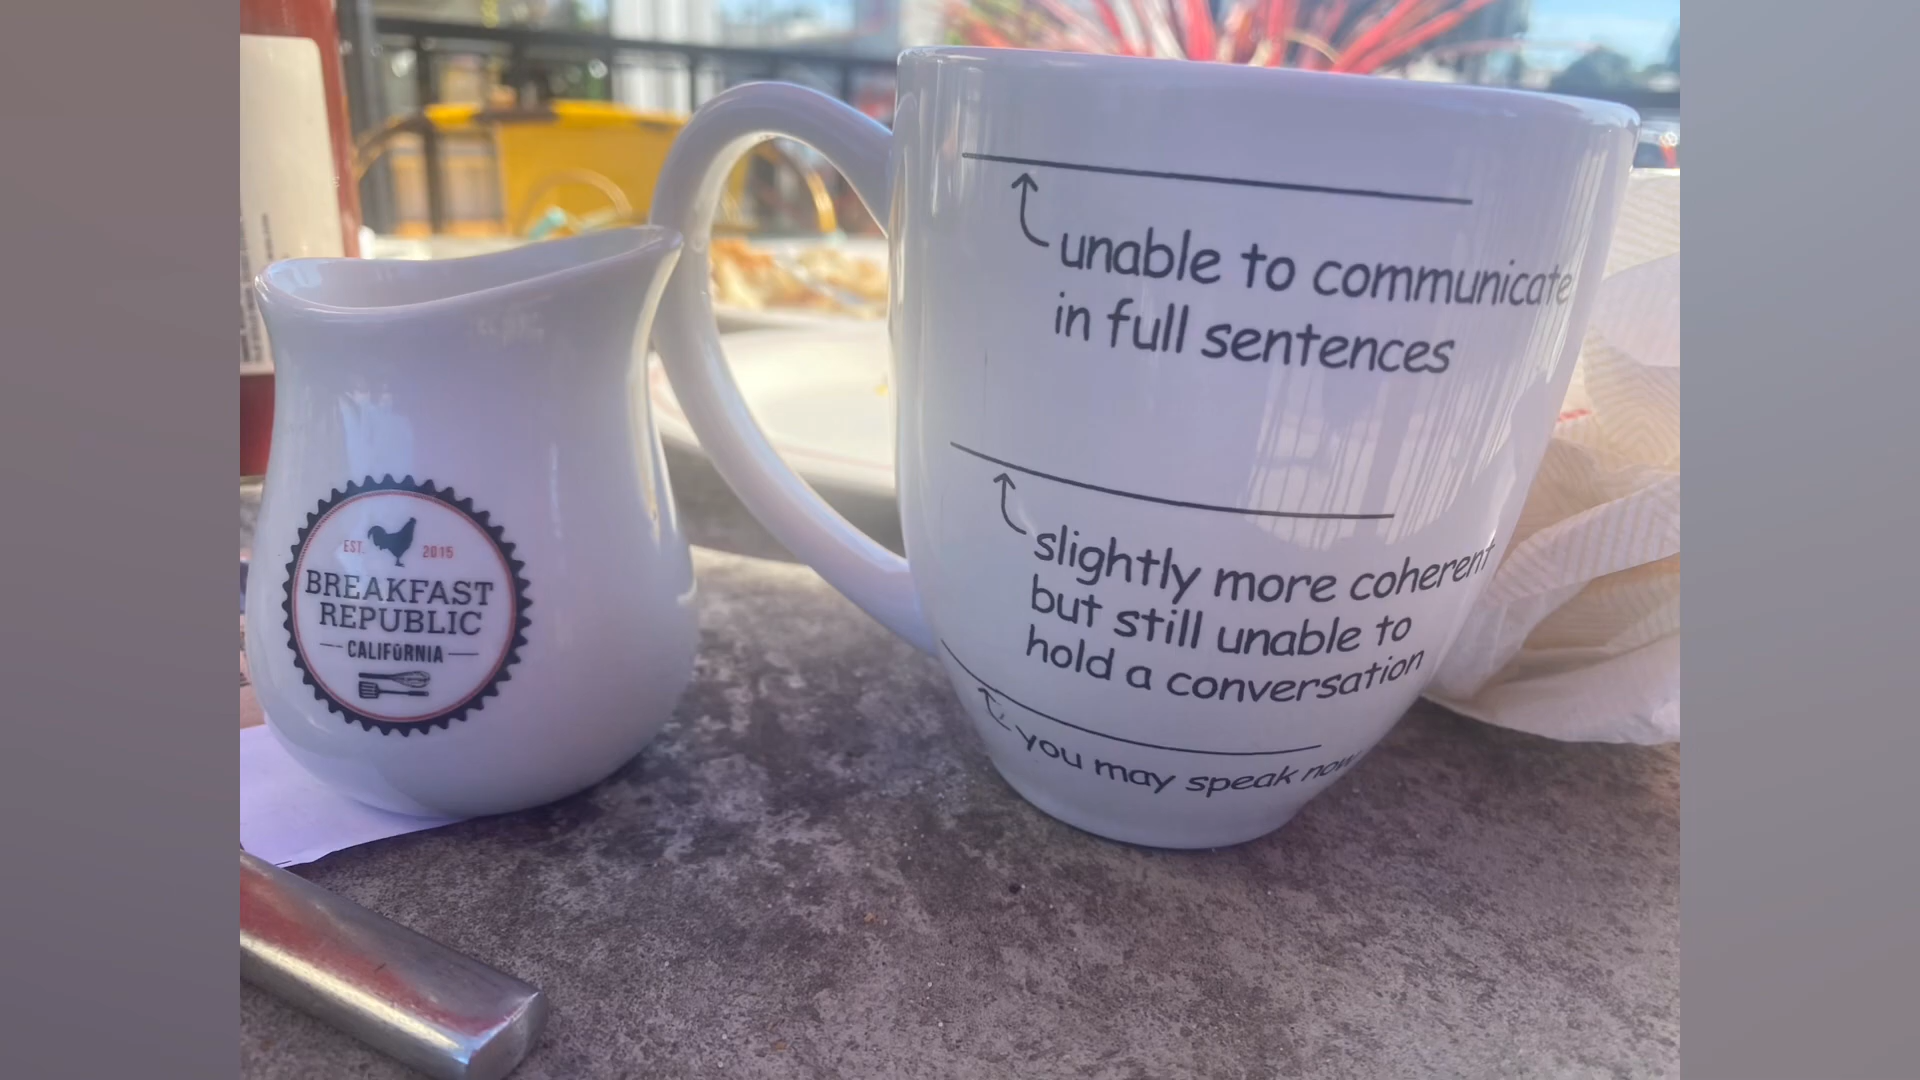 EST. 2015
BREAKFAST
REPUBLIC
CALIFORNIA
unable to communicate
in full sentences
slightly more coherent
but still unable to
hold a conversation
you may speak now